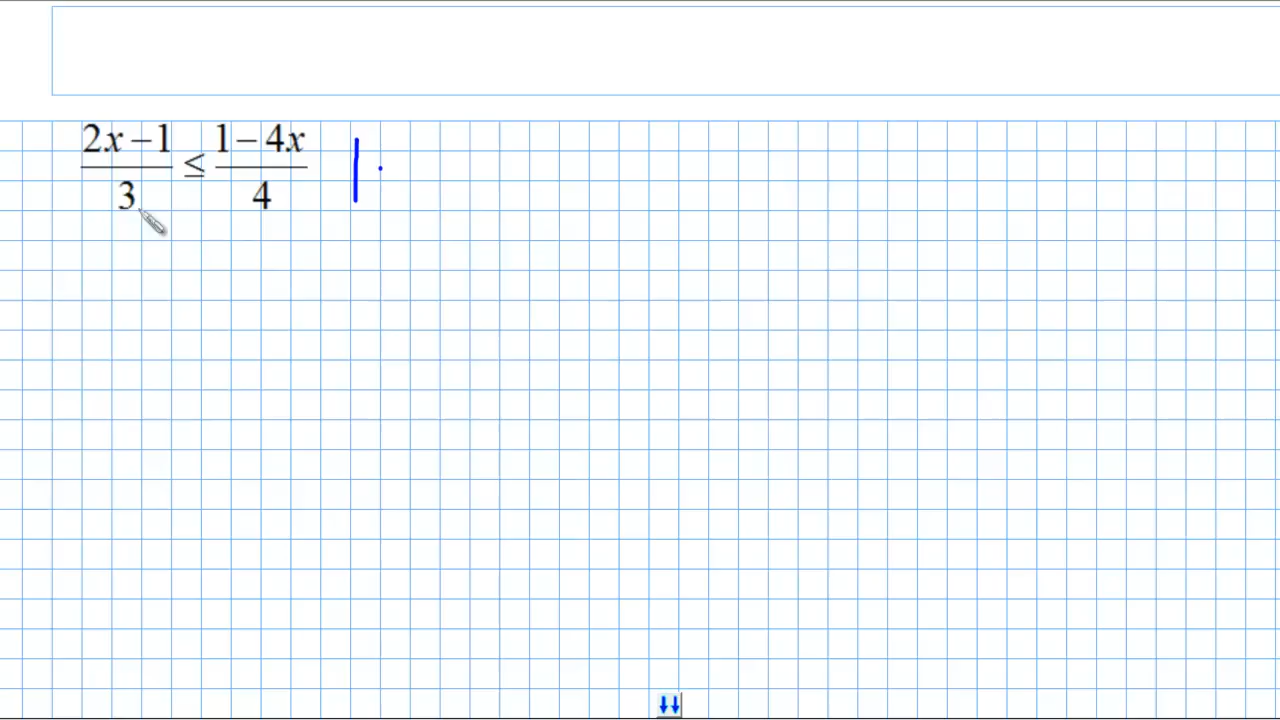 (2x − 1)/3 ≤ (1 − 4x)/4 | ·